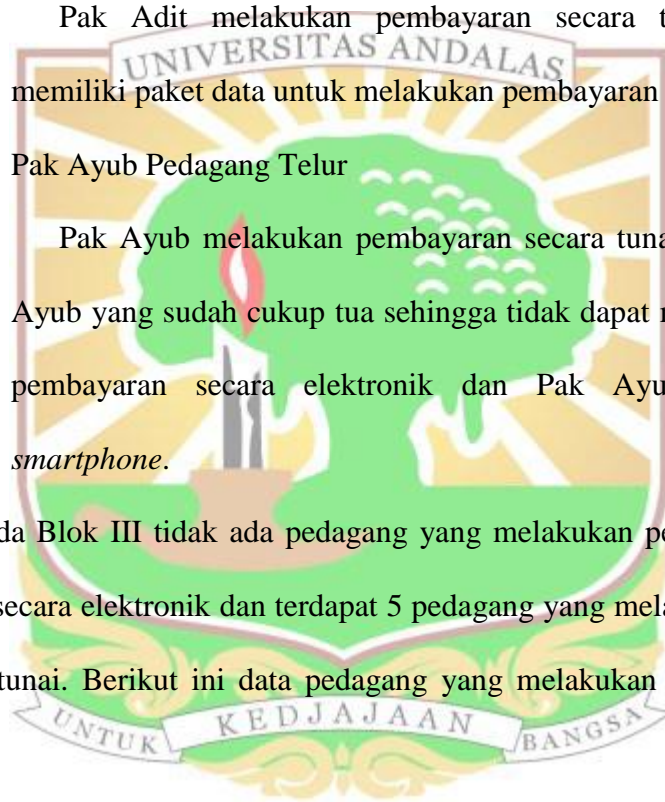 Pak Adit melakukan pembayaran secara t
UNIVERSITAS ANDALAS
memiliki paket data untuk melakukan pembayaran
Pak Ayub Pedagang Telur
Pak Ayub melakukan pembayaran secara tuna
Ayub yang sudah cukup tua sehingga tidak dapat
pembayaran secara elektronik dan Pak Ayu
smartphone.
da Blok III tidak ada pedagang yang melakukan pe
secara elektronik dan terdapat 5 pedagang yang mela
tunai. Berikut ini data pedagang yang melakukan
UNTUK KEDJAJAAN BANGSA